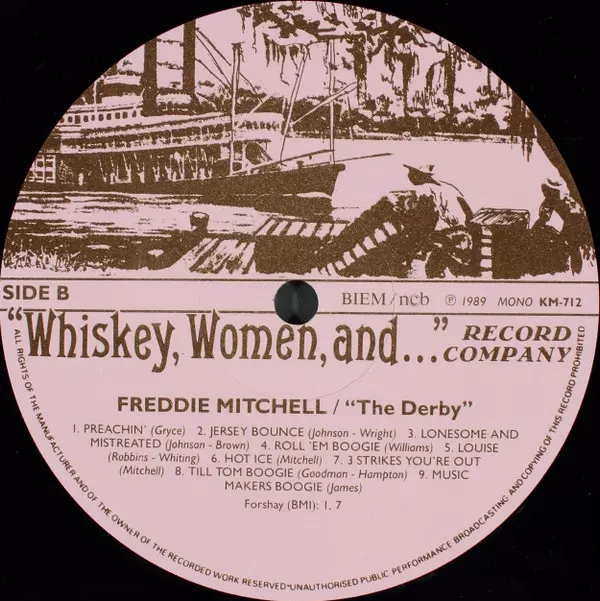 SIDE B
BIEM/ncb ℗ 1989 MONO KM-712
"Whiskey, Women, and..." RECORD COMPANY
FREDDIE MITCHELL / "The Derby"
1. PREACHIN' (Gryce) 2. JERSEY BOUNCE (Johnson - Wright) 3. LONESOME AND
MISTREATED (Johnson - Brown) 4. ROLL 'EM BOOGIE (Williams) 5. LOUISE
(Robbins - Whiting) 6. HOT ICE (Mitchell) 7. 3 STRIKES YOU'RE OUT
(Mitchell) 8. TILL TOM BOOGIE (Goodman - Hampton) 9. MUSIC
MAKERS BOOGIE (James)
Forshay (BMI): 1, 7
ALL RIGHTS OF THE MANUFACTURER AND OF THE OWNER OF THE RECORDED WORK RESERVED•UNAUTHORISED PUBLIC PERFORMANCE BROADCASTING AND COPYING OF THIS RECORD PROHIBITED